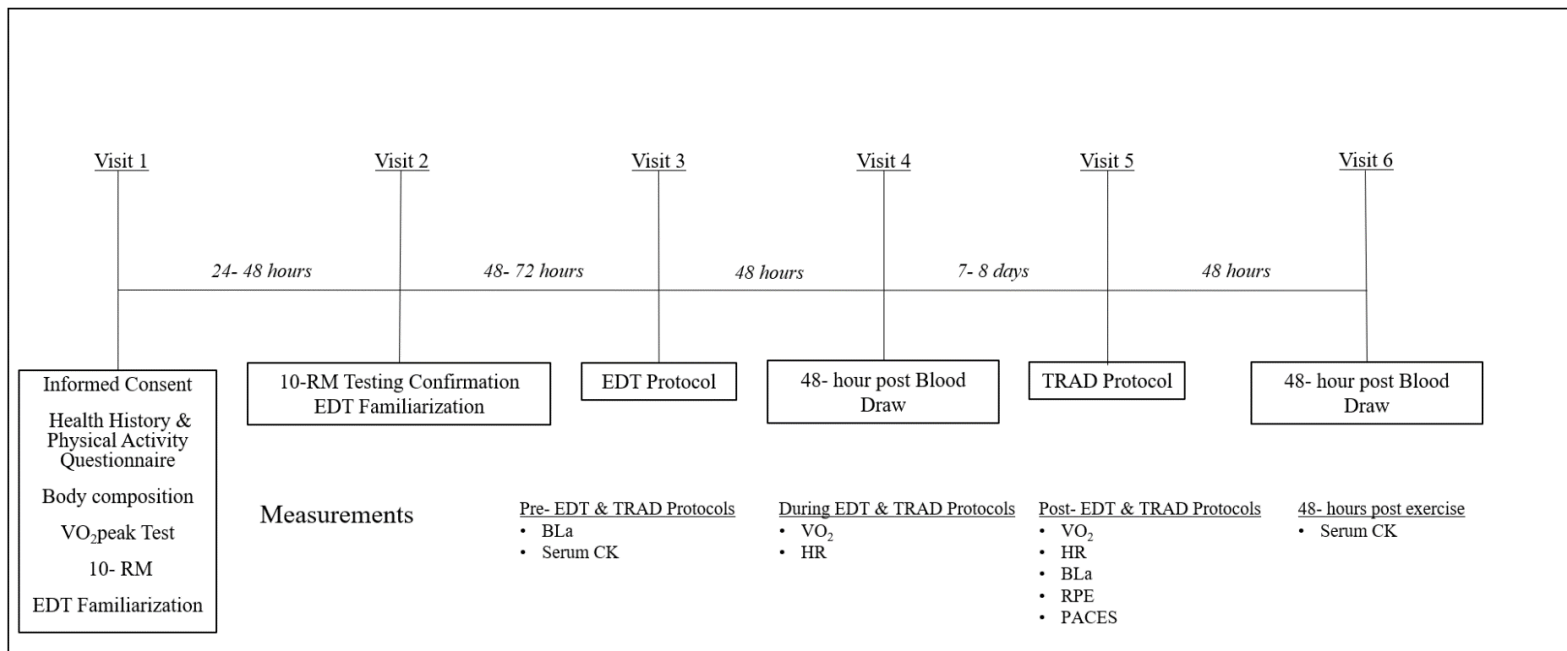 Visit 1
Visit 2
Visit 3
Visit 4
Visit 5
Visit 6
24- 48 hours
48- 72 hours
48 hours
7- 8 days
48 hours
Informed Consent
Health History &
Physical Activity
Questionnaire
Body composition
VO₂peak Test
10- RM
EDT Familiarization
10-RM Testing Confirmation
EDT Familiarization
EDT Protocol
48- hour post Blood
Draw
TRAD Protocol
48- hour post Blood
Draw
Measurements
Pre- EDT & TRAD Protocols
• BLa
• Serum CK
During EDT & TRAD Protocols
• VO₂
• HR
Post- EDT & TRAD Protocols
• VO₂
• HR
• BLa
• RPE
• PACES
48- hours post exercise
• Serum CK